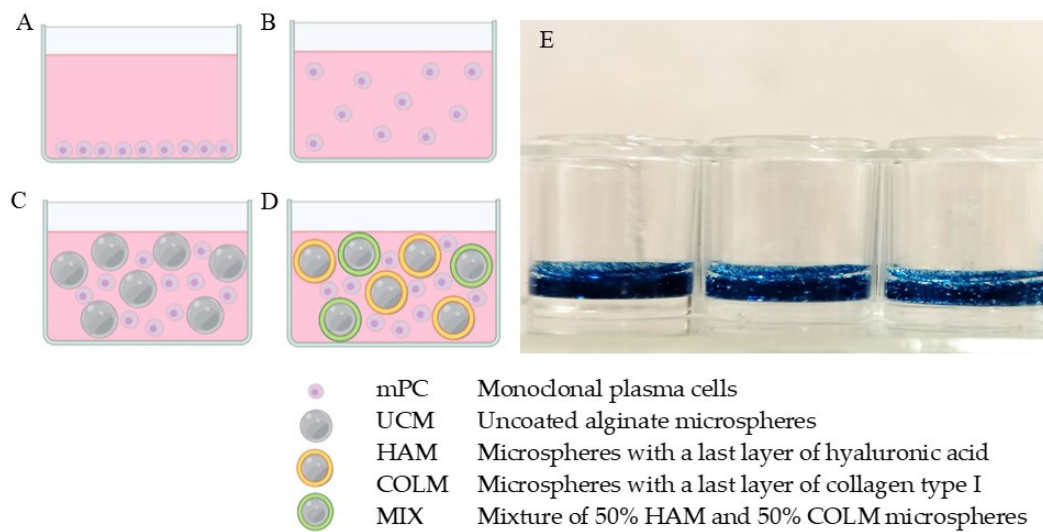 A
B
E
C
D
mPC Monoclonal plasma cells
UCM Uncoated alginate microspheres
HAM Microspheres with a last layer of hyaluronic acid
COLM Microspheres with a last layer of collagen type I
MIX Mixture of 50% HAM and 50% COLM microspheres